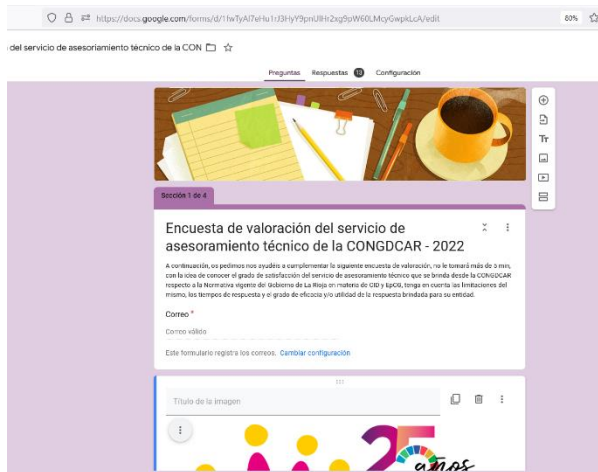 https://docs.google.com/forms/d/1IwTyAI7eHu1rJ3HyY9pnUlHr2xg9pW60LMcyGwpkLcA/edit
80%
del servicio de asesoramiento técnico de la CON
Preguntas Respuestas 13 Configuración
Tт
Sección 1 de 4
Encuesta de valoración del servicio de
asesoramiento técnico de la CONGDCAR - 2022
A continuación, os pedimos nos ayudéis a cumplementar la siguiente encuesta de valoración, no le tomará más de 5 min,
con la idea de conocer el grado de satisfacción del servicio de asesoramiento técnico que se brinda desde la CONGDCAR
respecto a la Normativa vigente del Gobierno de La Rioja en materia de CID y EpCG, tenga en cuenta las limitaciones del
mismo, los tiempos de respuesta y el grado de eficacia y/o utilidad de la respuesta brindada para su entidad.
Correo *
Correo válido
Este formulario registra los correos. Cambiar configuración
Título de la imagen
25 años